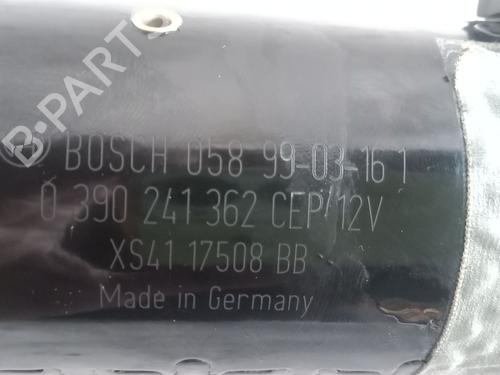 B-PARTS
BOSCH 058 99-03-16 1
0 390 241 362 CEP/12V
XS41 17508 BB
Made in Germany